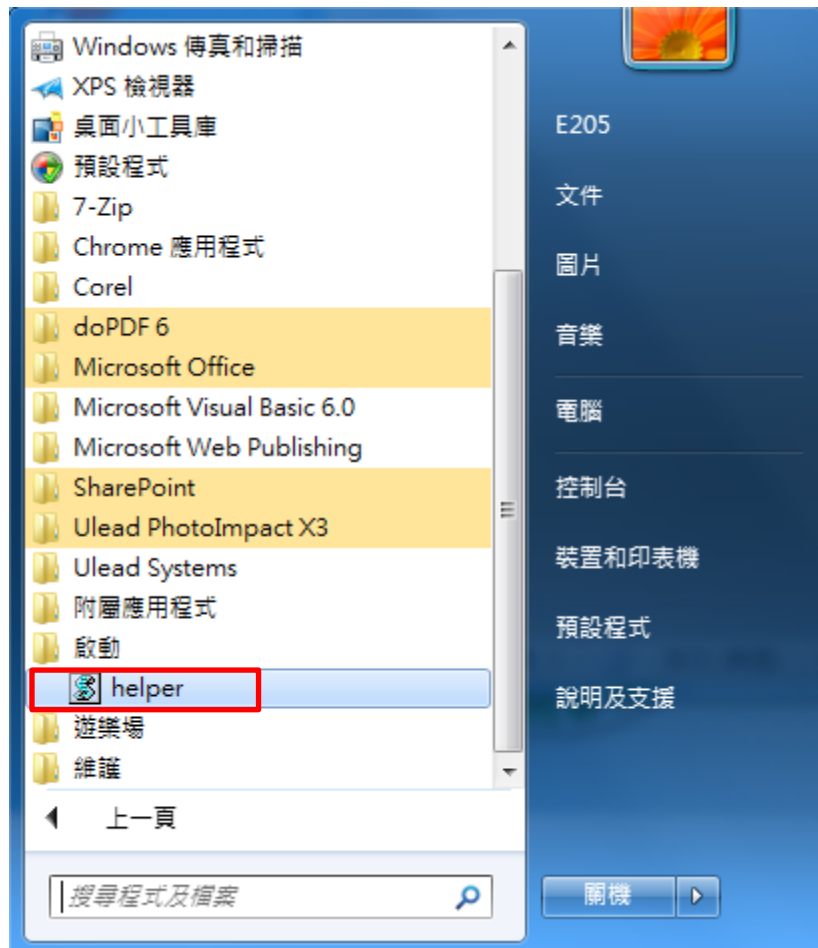 Windows 傳真和掃描
XPS 檢視器
桌面小工具庫
預設程式
7-Zip
Chrome 應用程式
Corel
doPDF 6
Microsoft Office
Microsoft Visual Basic 6.0
Microsoft Web Publishing
SharePoint
Ulead PhotoImpact X3
Ulead Systems
附屬應用程式
啟動
helper
遊樂場
維護
上一頁
搜尋程式及檔案
E205
文件
圖片
音樂
電腦
控制台
裝置和印表機
預設程式
說明及支援
關機